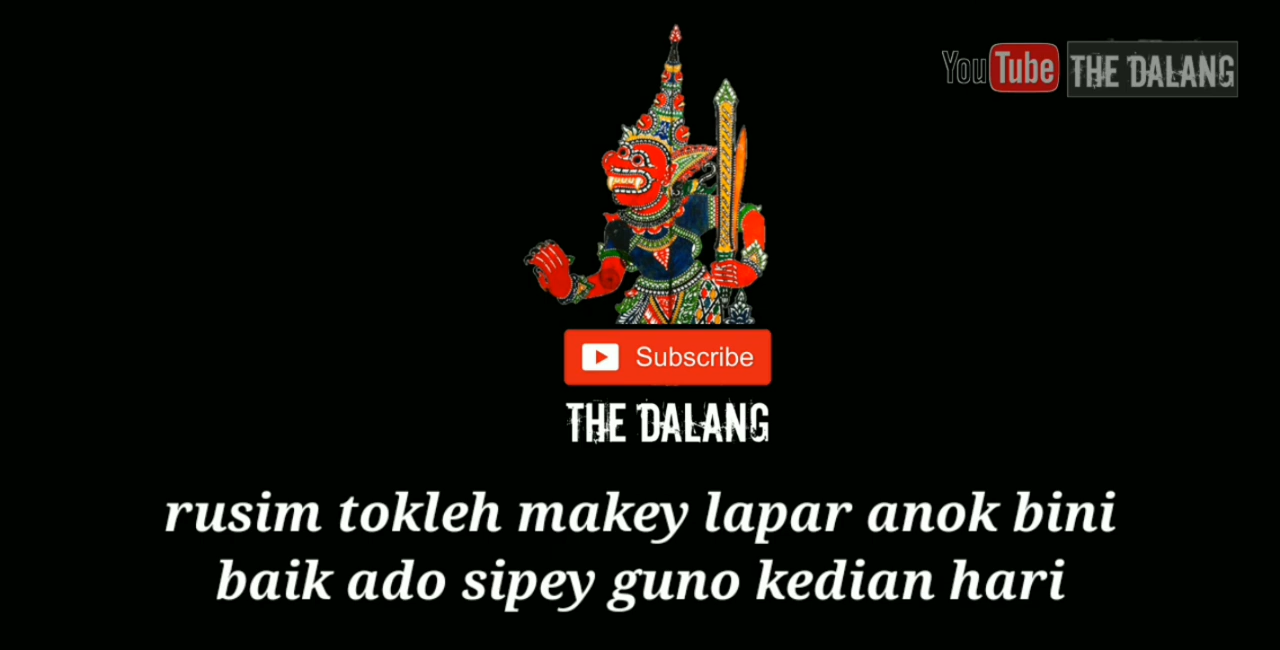 YouTube THE DALANG
Subscribe
THE DALANG
rusim tokleh makey lapar anok bini
baik ado sipey guno kedian hari